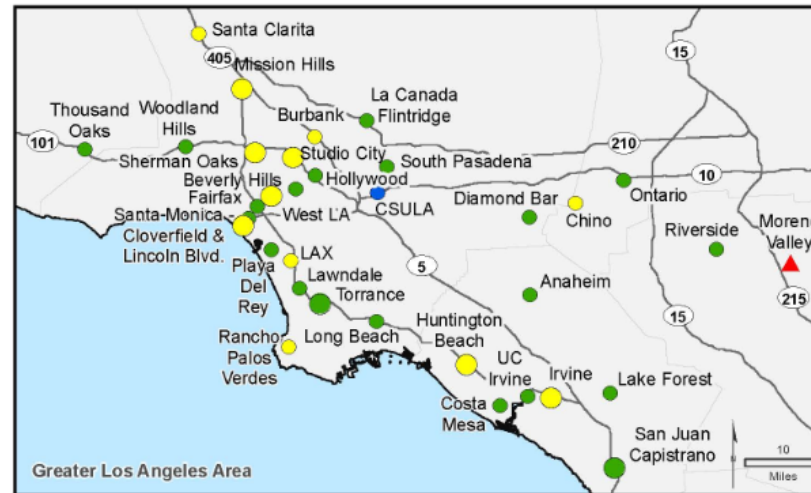 Santa Clarita
405
15
Mission Hills
La Canada
Flintridge
Burbank
Thousand
Oaks
Woodland
Hills
101
210
Sherman Oaks
Studio City
South Pasadena
10
Beverly Hills
Hollywood
Fairfax
CSULA
Diamond Bar
Ontario
Chino
Santa-Monica
Cloverfield &
Lincoln Blvd.
West LA
Riverside
Moreno
Valley
LAX
5
Playa
Del
Rey
Lawndale
Anaheim
215
Torrance
15
Long Beach
Huntington
Beach
Rancho
Palos
Verdes
UC
Irvine
Irvine
Lake Forest
Costa
Mesa
San Juan
Capistrano
N
10
Miles
Greater Los Angeles Area